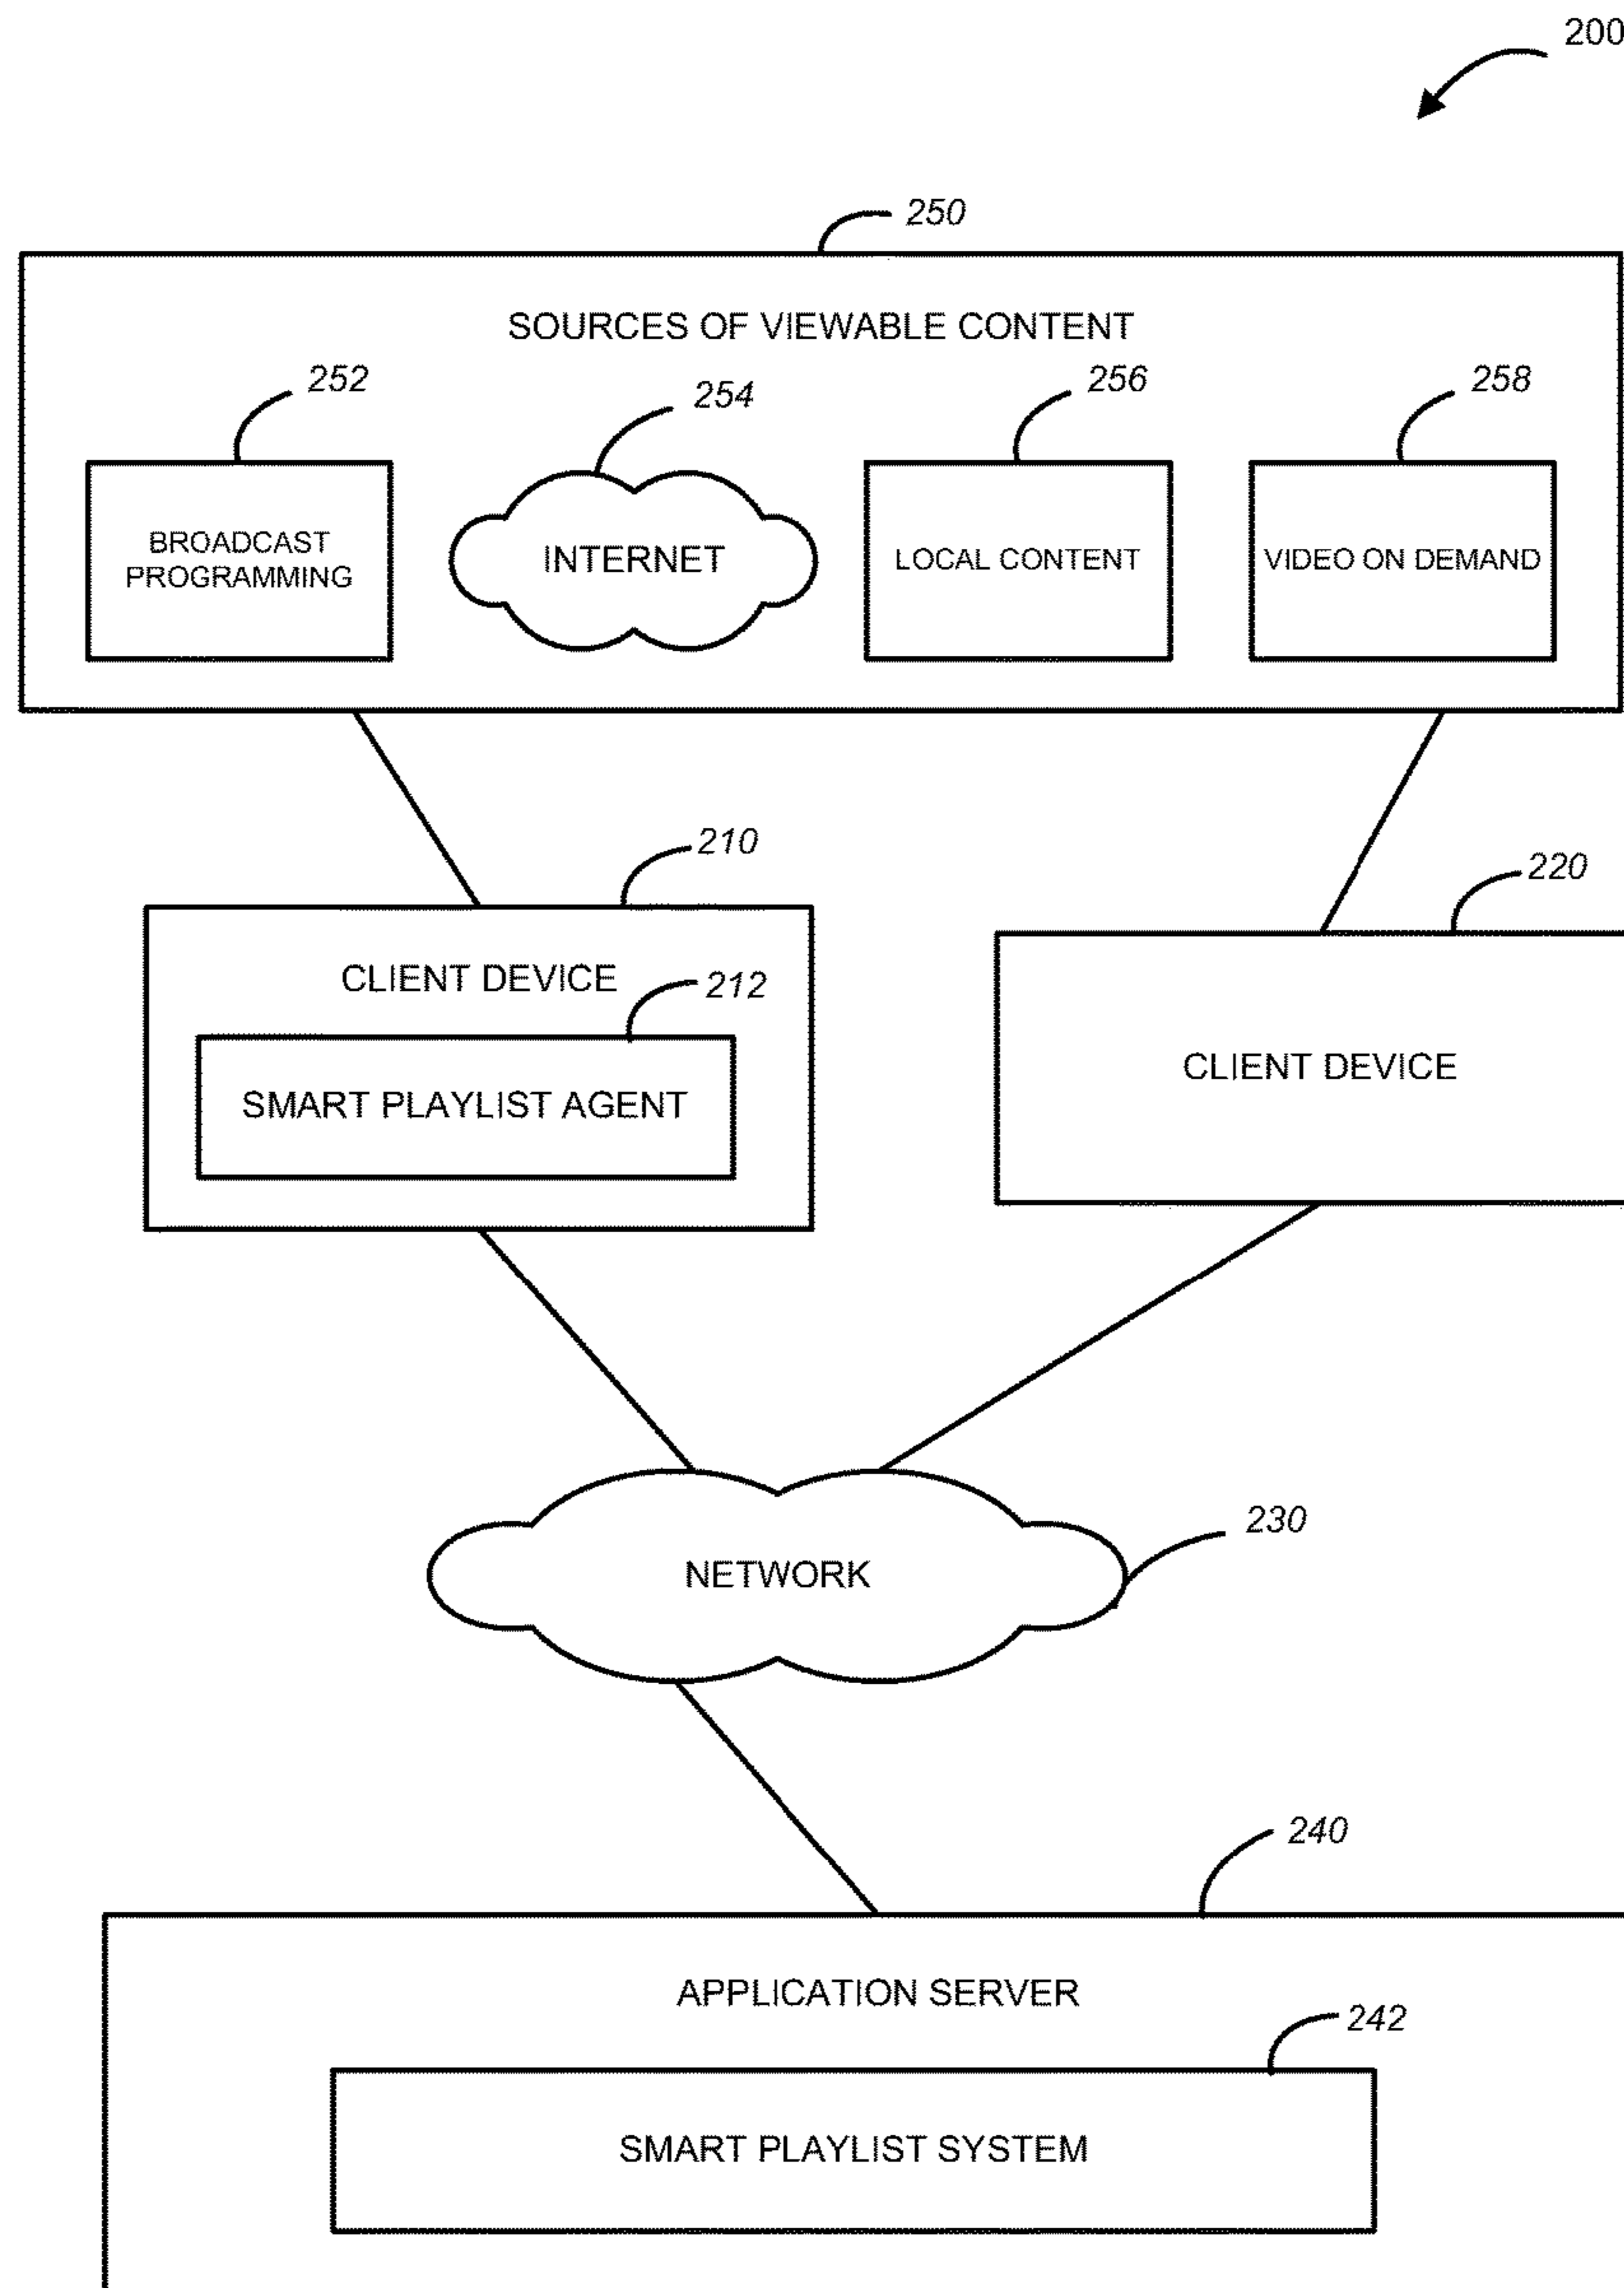 200
250
SOURCES OF VIEWABLE CONTENT
252
254
256
258
BROADCAST
PROGRAMMING
INTERNET
LOCAL CONTENT
VIDEO ON DEMAND
210
220
CLIENT DEVICE
212
SMART PLAYLIST AGENT
CLIENT DEVICE
230
NETWORK
240
APPLICATION SERVER
242
SMART PLAYLIST SYSTEM